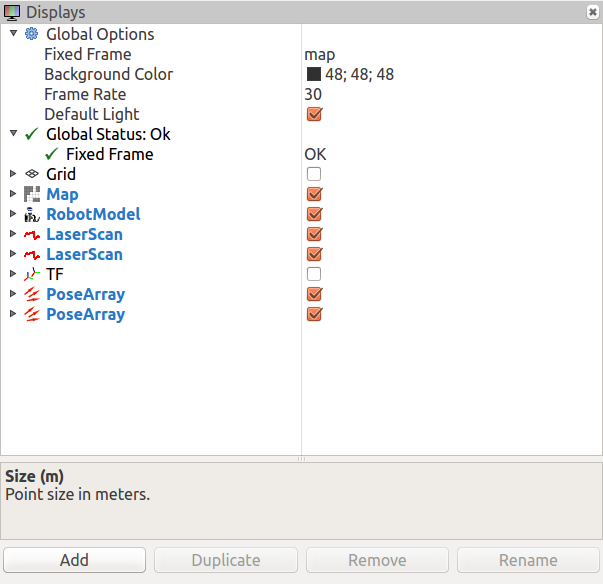 Displays
Global Options
Fixed Frame map
Background Color 48; 48; 48
Frame Rate 30
Default Light
Global Status: Ok
Fixed Frame OK
Grid
Map
RobotModel
LaserScan
LaserScan
TF
PoseArray
PoseArray
Size (m)
Point size in meters.
Add Duplicate Remove Rename